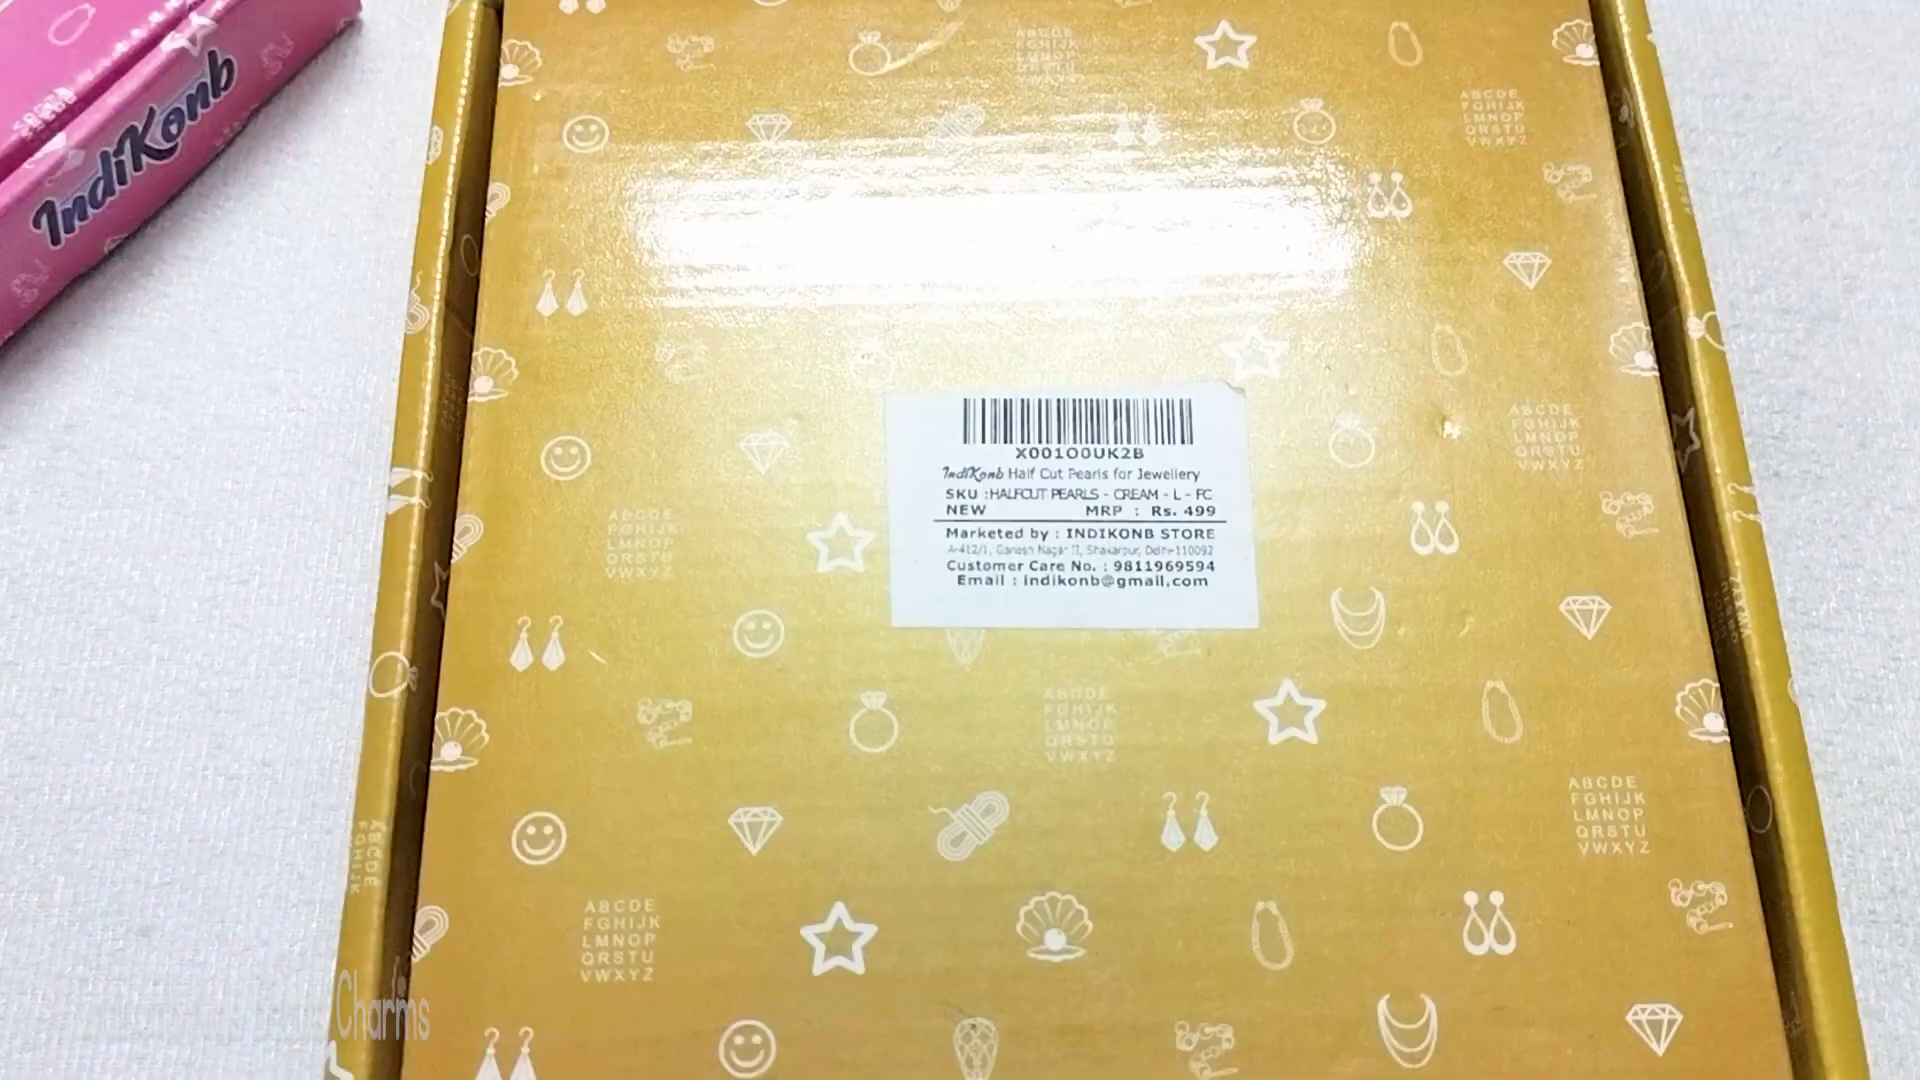 IndiKonb
X001O0UK2B
IndiKonb Half Cut Pearls for Jewellery
SKU :HALFCUT PEARLS - CREAM - L - FC
NEW MRP : Rs. 499
Marketed by : INDIKONB STORE
A-412/1, Ganesh Nagar II, Shakarpur, Delhi-110092
Customer Care No. : 9811969594
Email : indikonb@gmail.com
ABCDE
FGHIJK
LMNOP
QRSTU
VWXYZ
Charms